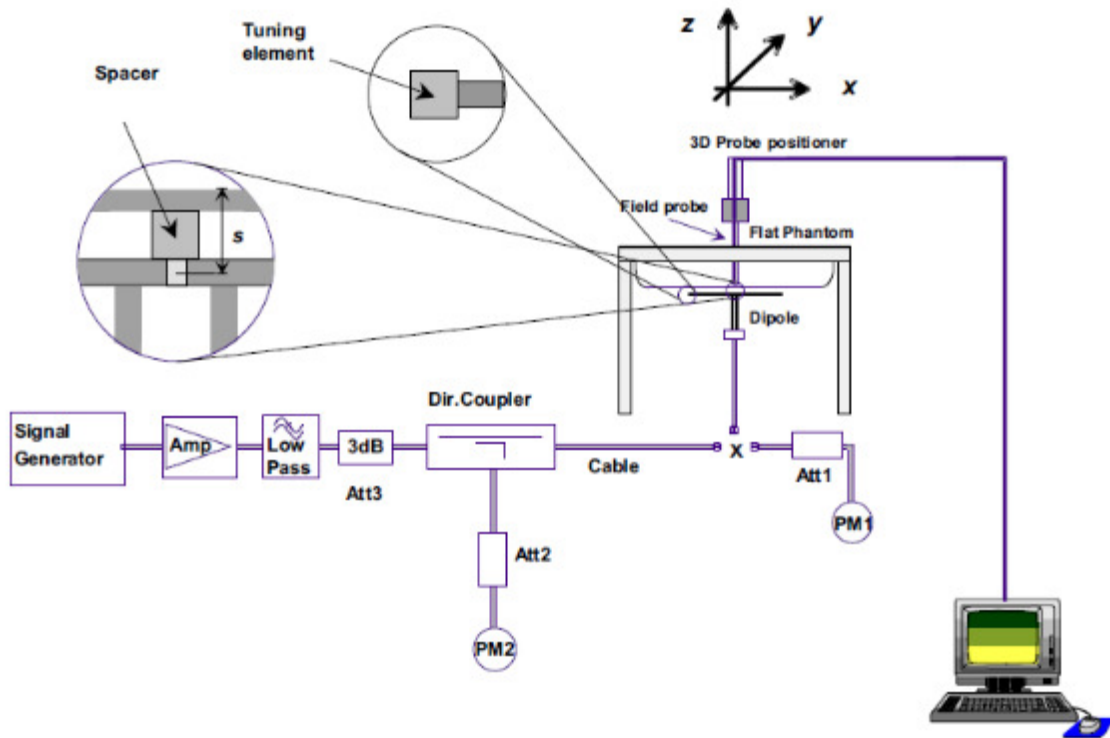 Tuning
element
Spacer
z
y
x
s
3D Probe positioner
Field probe
Flat Phantom
Dipole
Dir.Coupler
Signal
Generator
Amp
Low
Pass
3dB
Att3
Cable
X
Att1
PM1
Att2
PM2